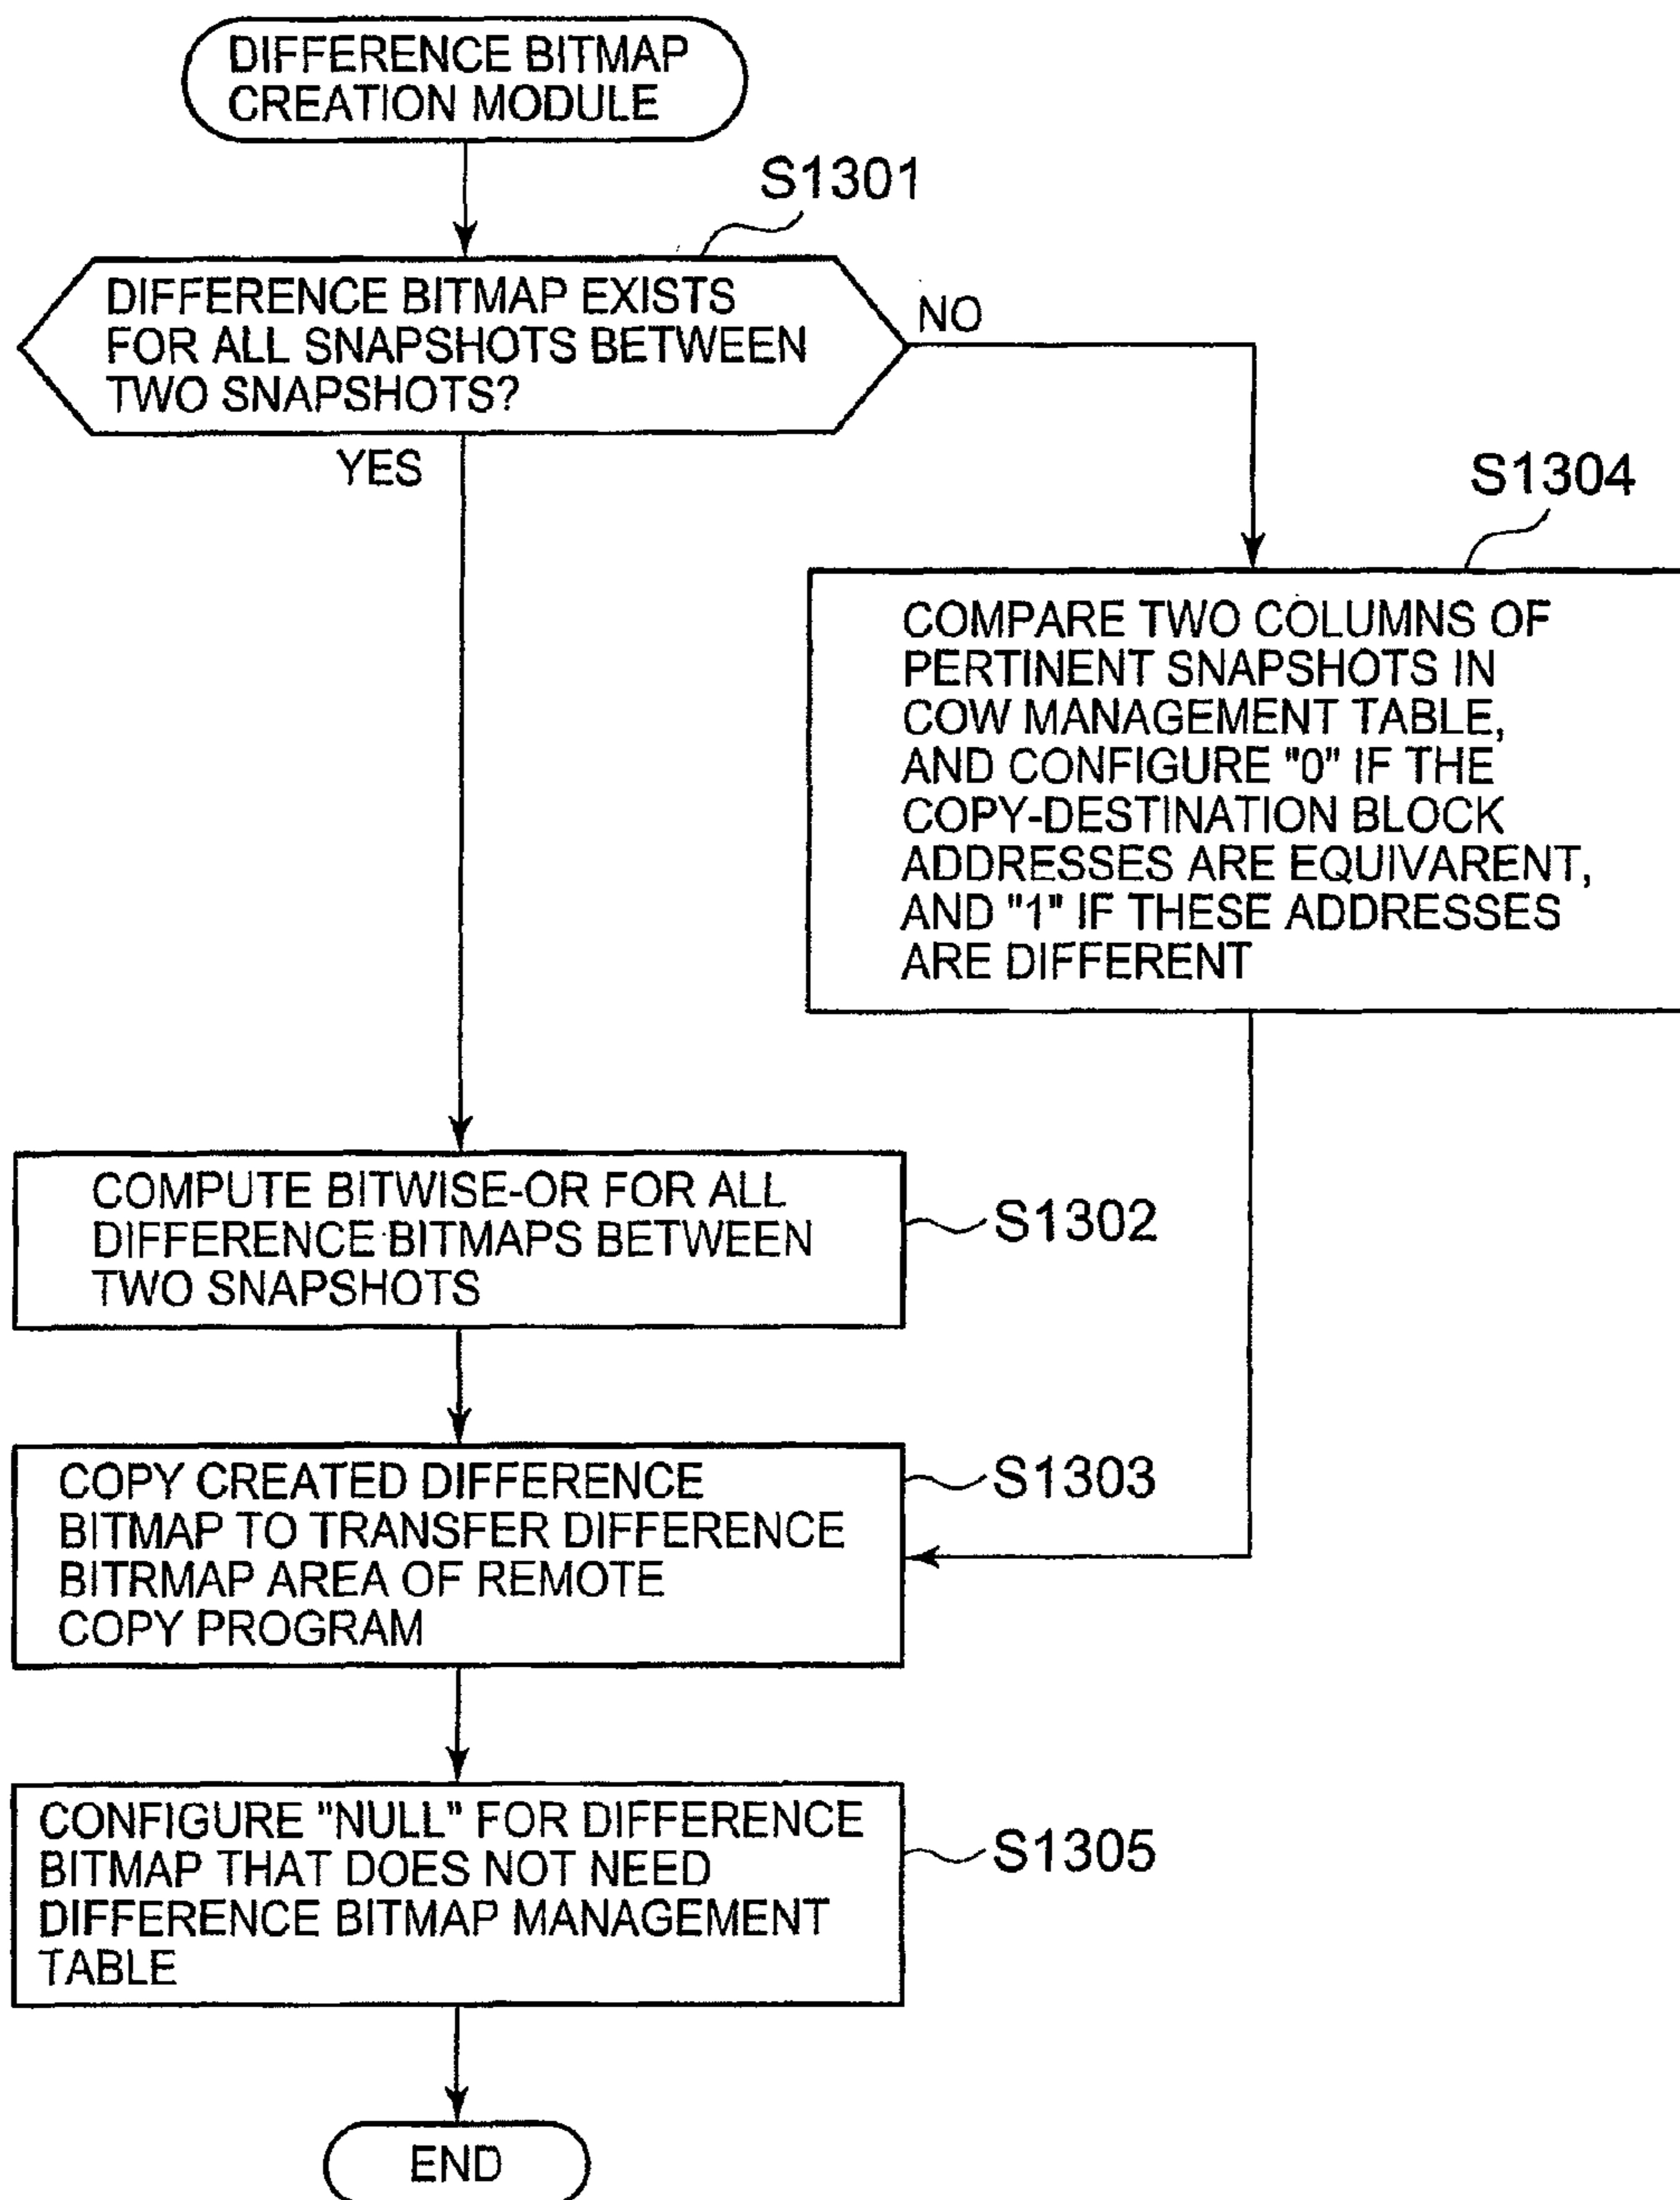 DIFFERENCE BITMAP
CREATION MODULE
S1301
DIFFERENCE BITMAP EXISTS
FOR ALL SNAPSHOTS BETWEEN
TWO SNAPSHOTS?
NO
YES
S1304
COMPARE TWO COLUMNS OF
PERTINENT SNAPSHOTS IN
COW MANAGEMENT TABLE,
AND CONFIGURE "0" IF THE
COPY-DESTINATION BLOCK
ADDRESSES ARE EQUIVARENT,
AND "1" IF THESE ADDRESSES
ARE DIFFERENT
COMPUTE BITWISE-OR FOR ALL
DIFFERENCE BITMAPS BETWEEN
TWO SNAPSHOTS
S1302
COPY CREATED DIFFERENCE
BITMAP TO TRANSFER DIFFERENCE
BITRMAP AREA OF REMOTE
COPY PROGRAM
S1303
CONFIGURE "NULL" FOR DIFFERENCE
BITMAP THAT DOES NOT NEED
DIFFERENCE BITMAP MANAGEMENT
TABLE
S1305
END